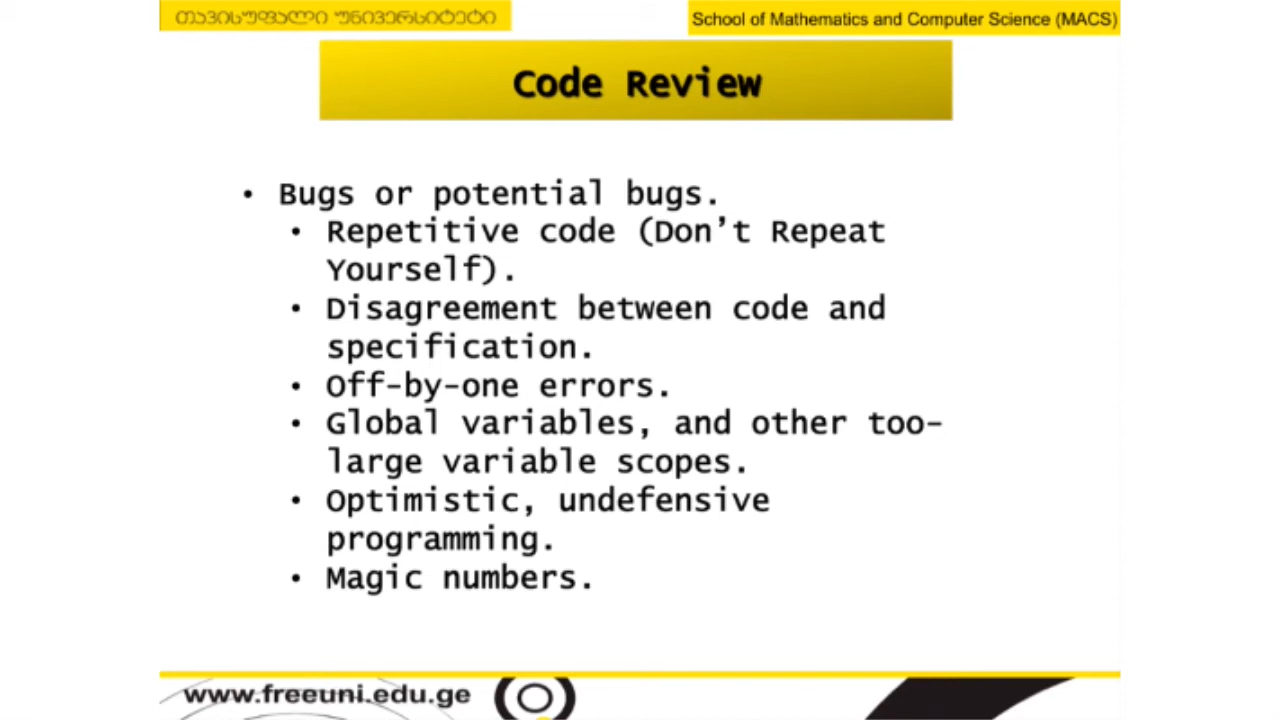 თავისუფალი უნივერსიტეტი
School of Mathematics and Computer Science (MACS)
Code Review
• Bugs or potential bugs.
• Repetitive code (Don’t Repeat
Yourself).
• Disagreement between code and
specification.
• Off-by-one errors.
• Global variables, and other too-
large variable scopes.
• Optimistic, undefensive
programming.
• Magic numbers.
www.freeuni.edu.ge